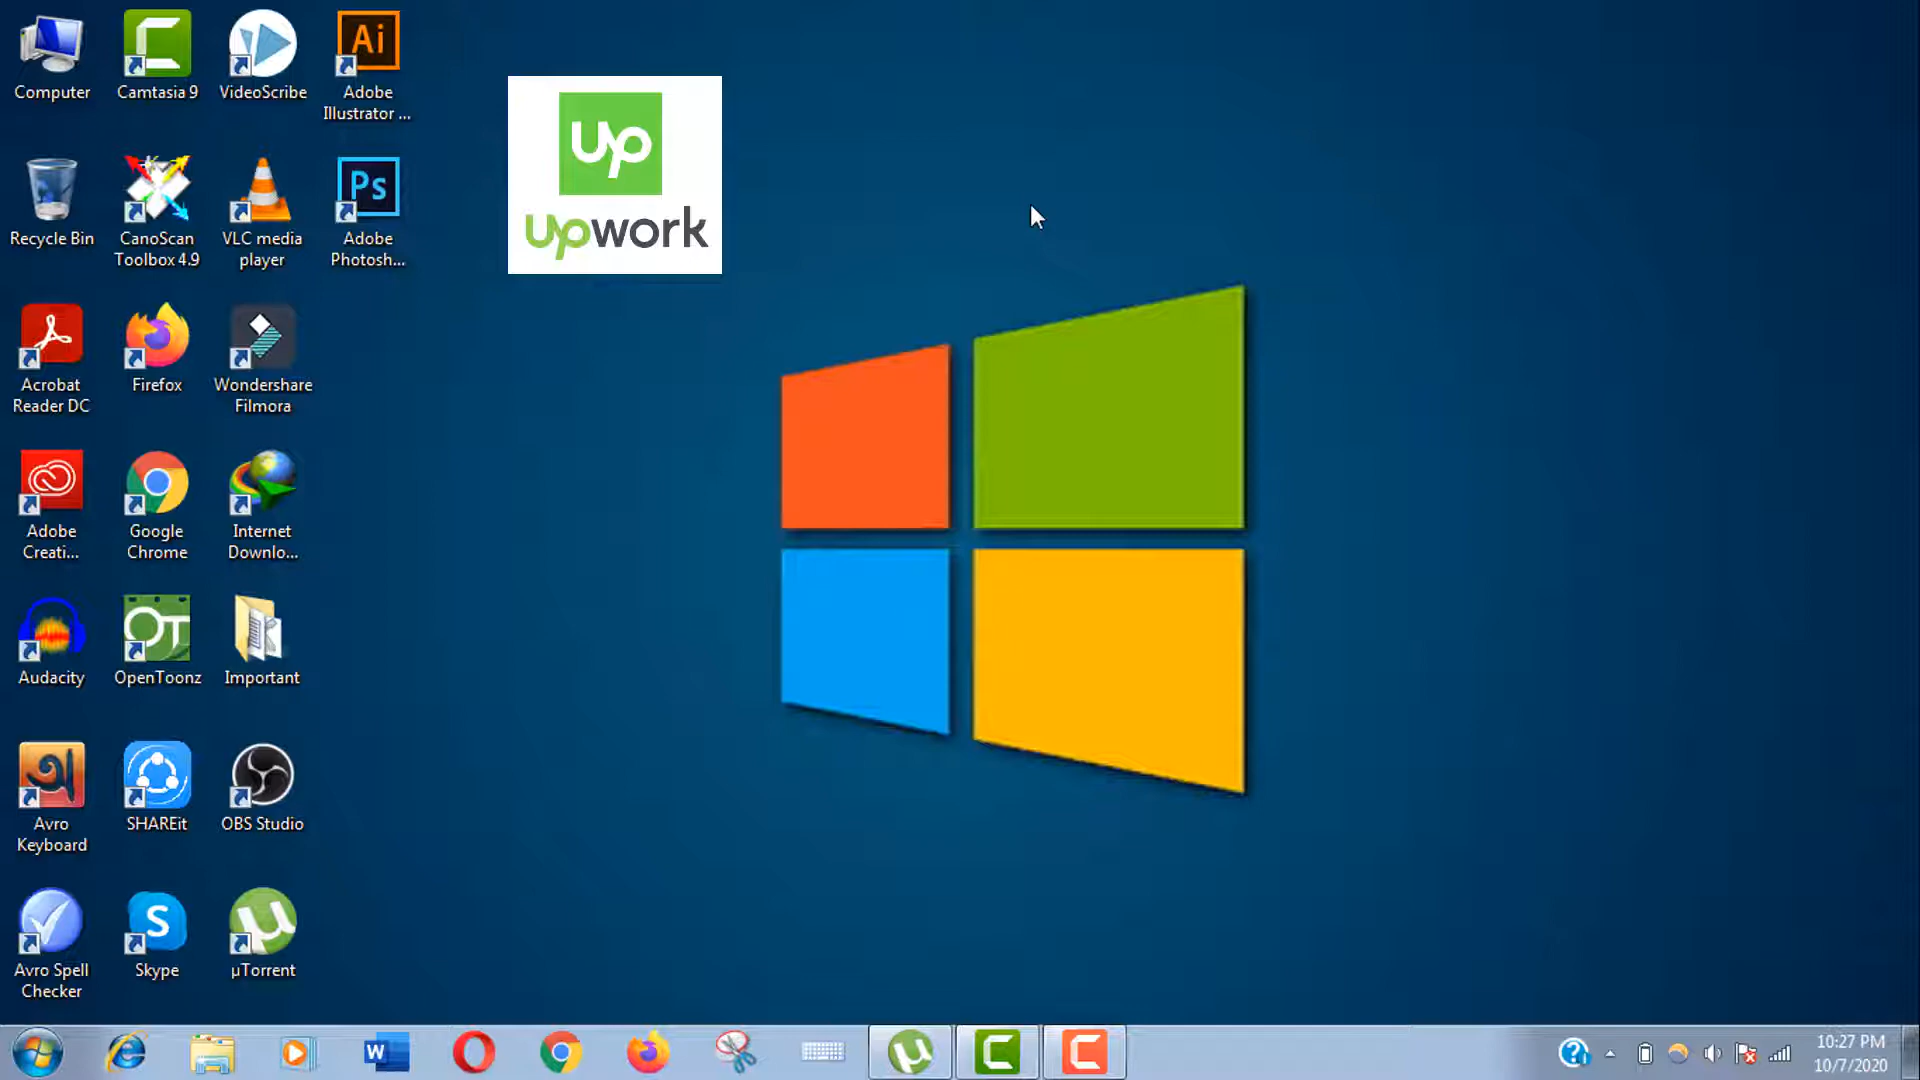 Computer
Camtasia 9
VideoScribe
Ai
Adobe
Illustrator ...
up
upwork
Recycle Bin
CanoScan
Toolbox 4.9
VLC media
player
Ps
Adobe
Photosh...
Acrobat
Reader DC
Firefox
Wondershare
Filmora
Adobe
Creati...
Google
Chrome
Internet
Downlo...
Audacity
OT
OpenToonz
Important
অ
Avro
Keyboard
SHAREit
OBS Studio
Avro Spell
Checker
S
Skype
µ
µTorrent
W
µ
10:27 PM
10/7/2020